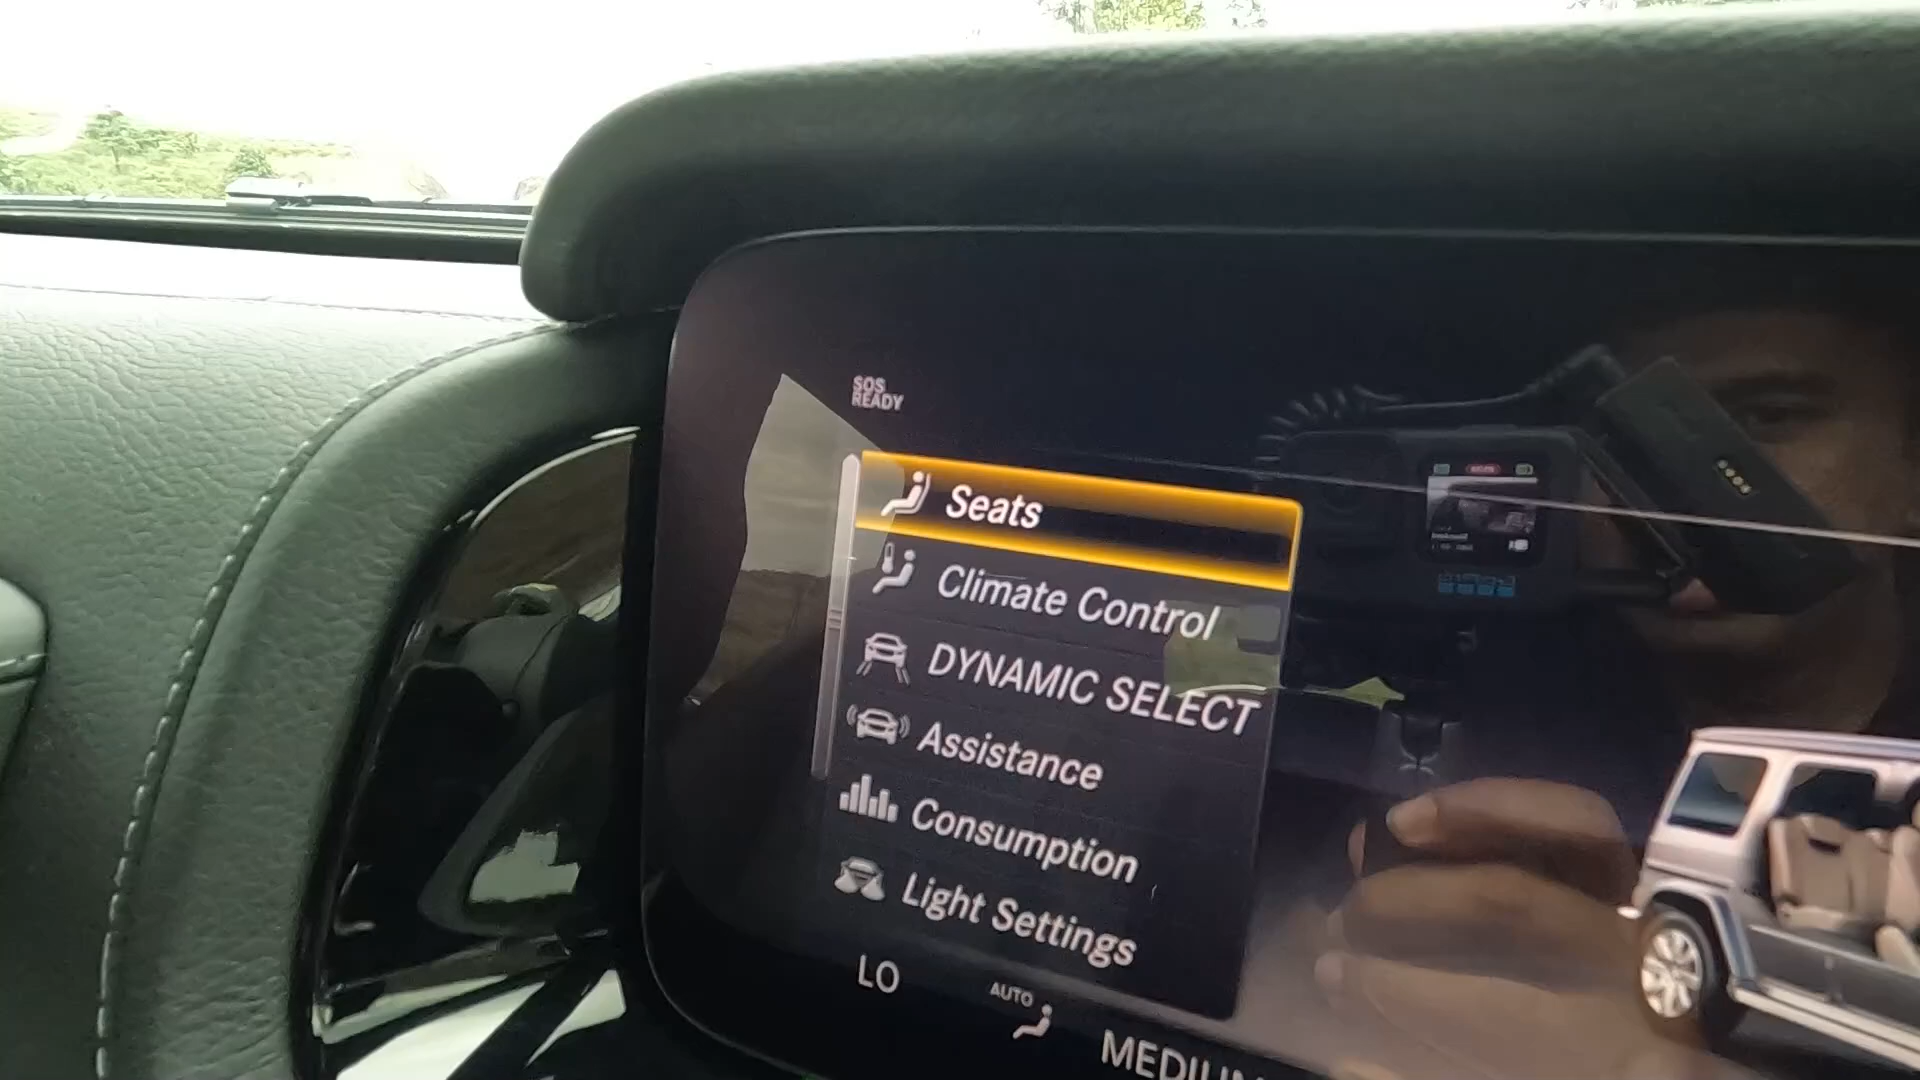 SOS
READY
Seats
Climate Control
DYNAMIC SELECT
Assistance
Consumption
Light Settings
LO
AUTO